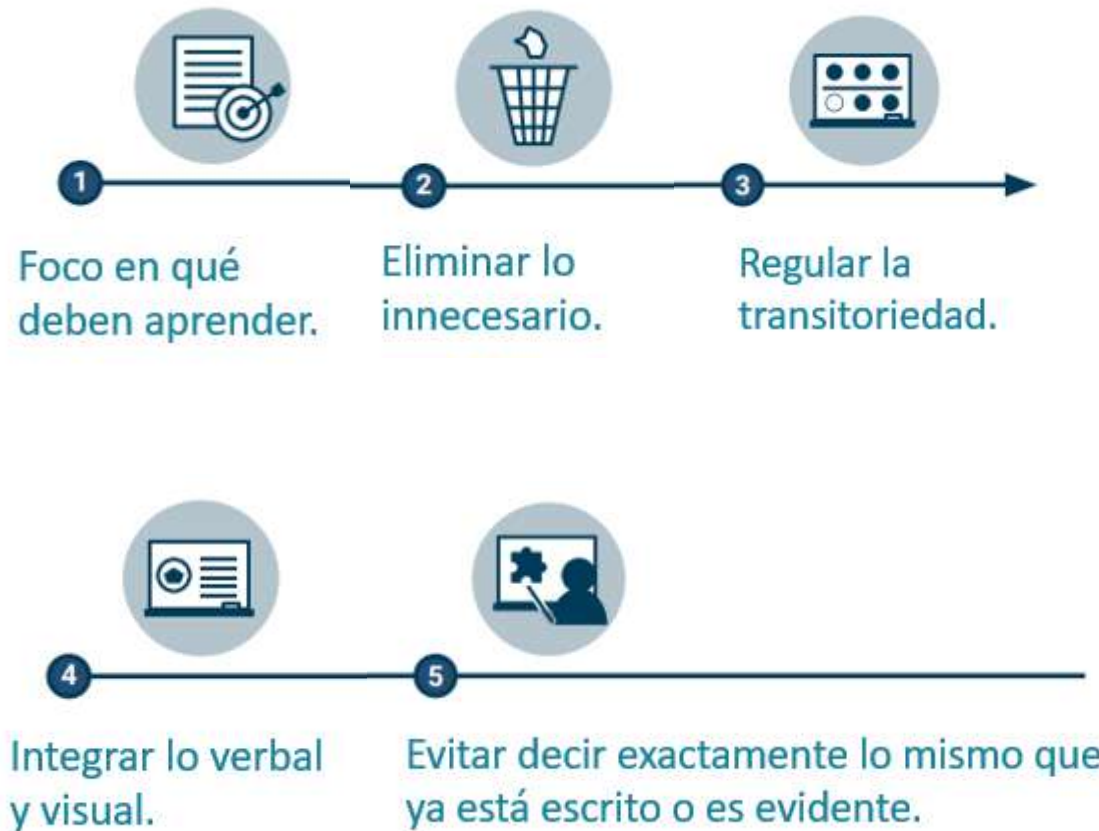 1
2
3
Foco en qué
deben aprender.
Eliminar lo
innecesario.
Regular la
transitoriedad.
4
5
Integrar lo verbal
y visual.
Evitar decir exactamente lo mismo que
ya está escrito o es evidente.